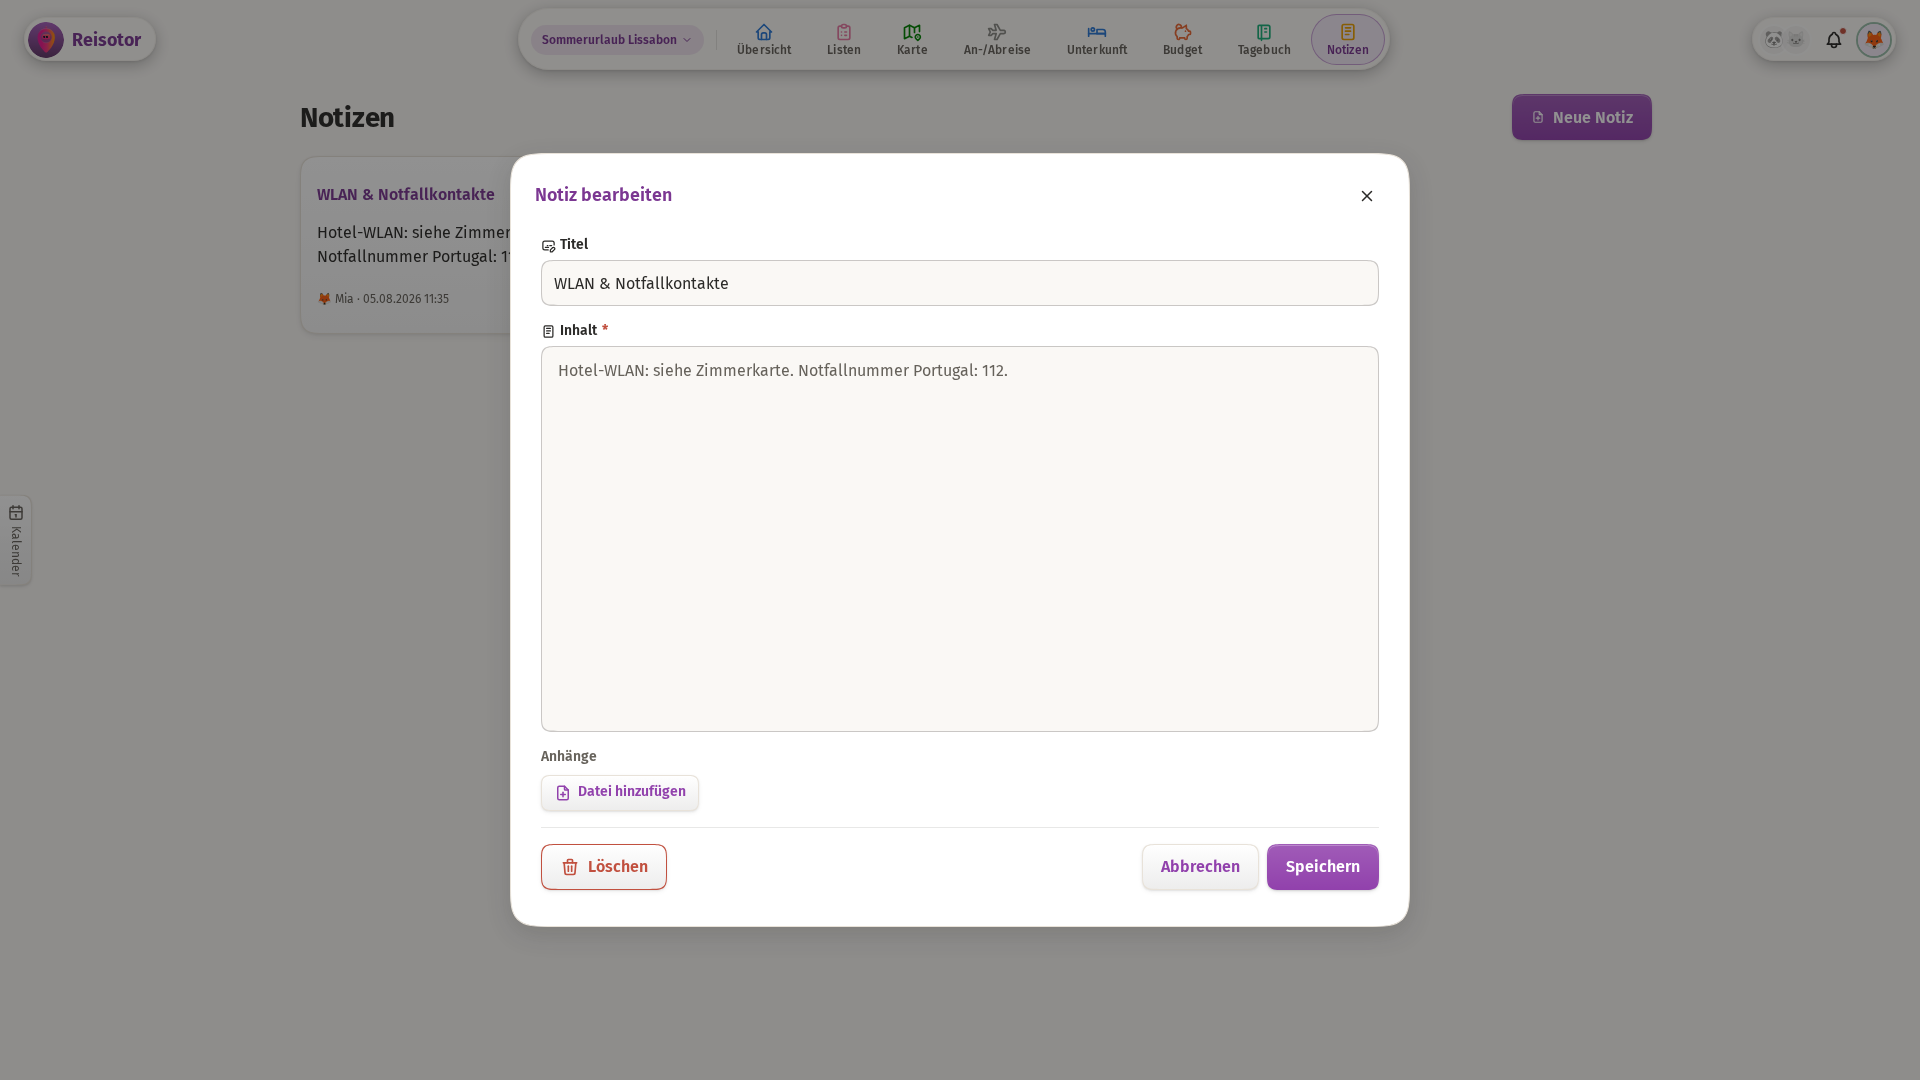 Reisotor
Sommerurlaub Lissabon
Übersicht
Listen
Karte
An-/Abreise
Unterkunft
Budget
Tagebuch
Notizen
Notizen
Neue Notiz
WLAN & Notfallkontakte
Hotel-WLAN: siehe Zimmer
Notfallnummer Portugal: 11
Mia · 05.08.2026 11:35
Kalender
Notiz bearbeiten
Titel
WLAN & Notfallkontakte
Inhalt *
Hotel-WLAN: siehe Zimmerkarte. Notfallnummer Portugal: 112.
Anhänge
Datei hinzufügen
Löschen
Abbrechen
Speichern